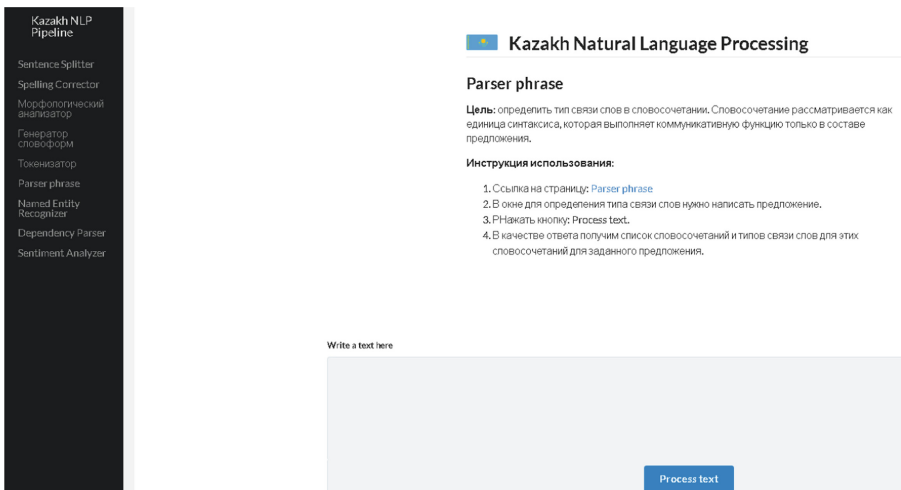 Kazakh NLP
Pipeline
Sentence Splitter
Spelling Corrector
Морфологический
анализатор
Генератор
словоформ
Токенизатор
Parser phrase
Named Entity
Recognizer
Dependency Parser
Sentiment Analyzer
Kazakh Natural Language Processing
Parser phrase
Цель: определить тип связи слов в словосочетании. Словосочетание рассматривается как
единица синтаксиса, которая выполняет коммуникативную функцию только в составе
предложения.
Инструкция использования:
1. Ссылка на страницу: Parser phrase
2. В окне для определения типа связи слов нужно написать предложение.
3. РНажать кнопку: Process text.
4. В качестве ответа получим список словосочетаний и типов связи слов для этих
словосочетаний для заданного предложения.
Write a text here
Process text